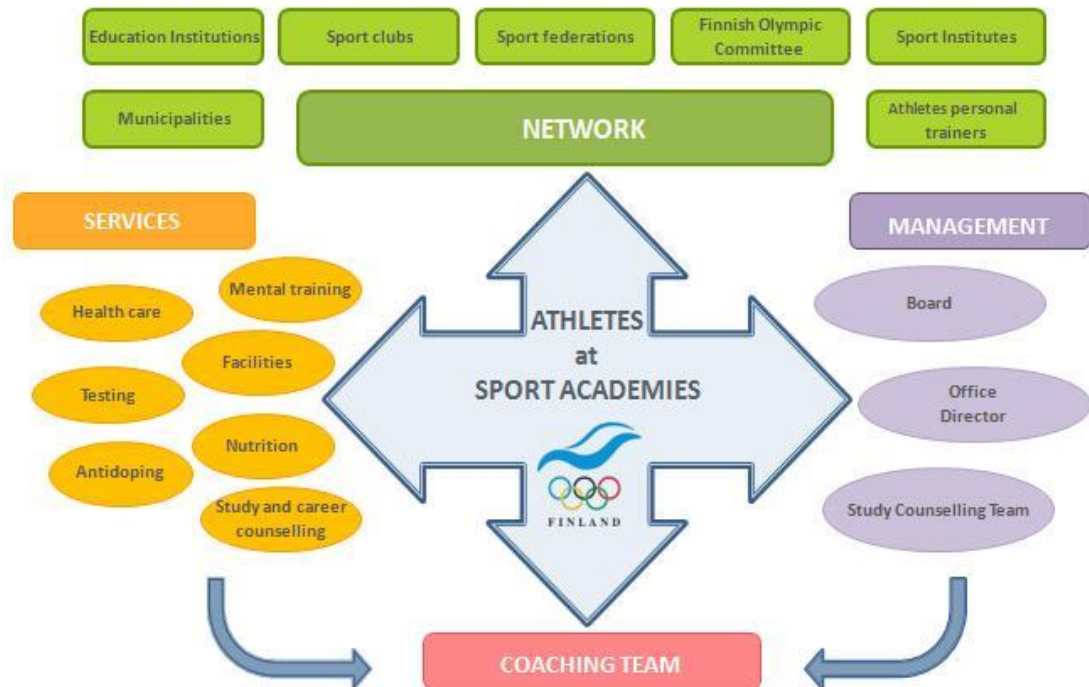 Education Institutions
Sport clubs
Sport federations
Finnish Olympic
Committee
Sport Institutes
Municipalities
NETWORK
Athletes personal
trainers
SERVICES
MANAGEMENT
Mental training
Health care
Facilities
Testing
Nutrition
Antidoping
Study and career
counselling
ATHLETES
at
SPORT ACADEMIES
FINLAND
Board
Office
Director
Study Counselling Team
COACHING TEAM